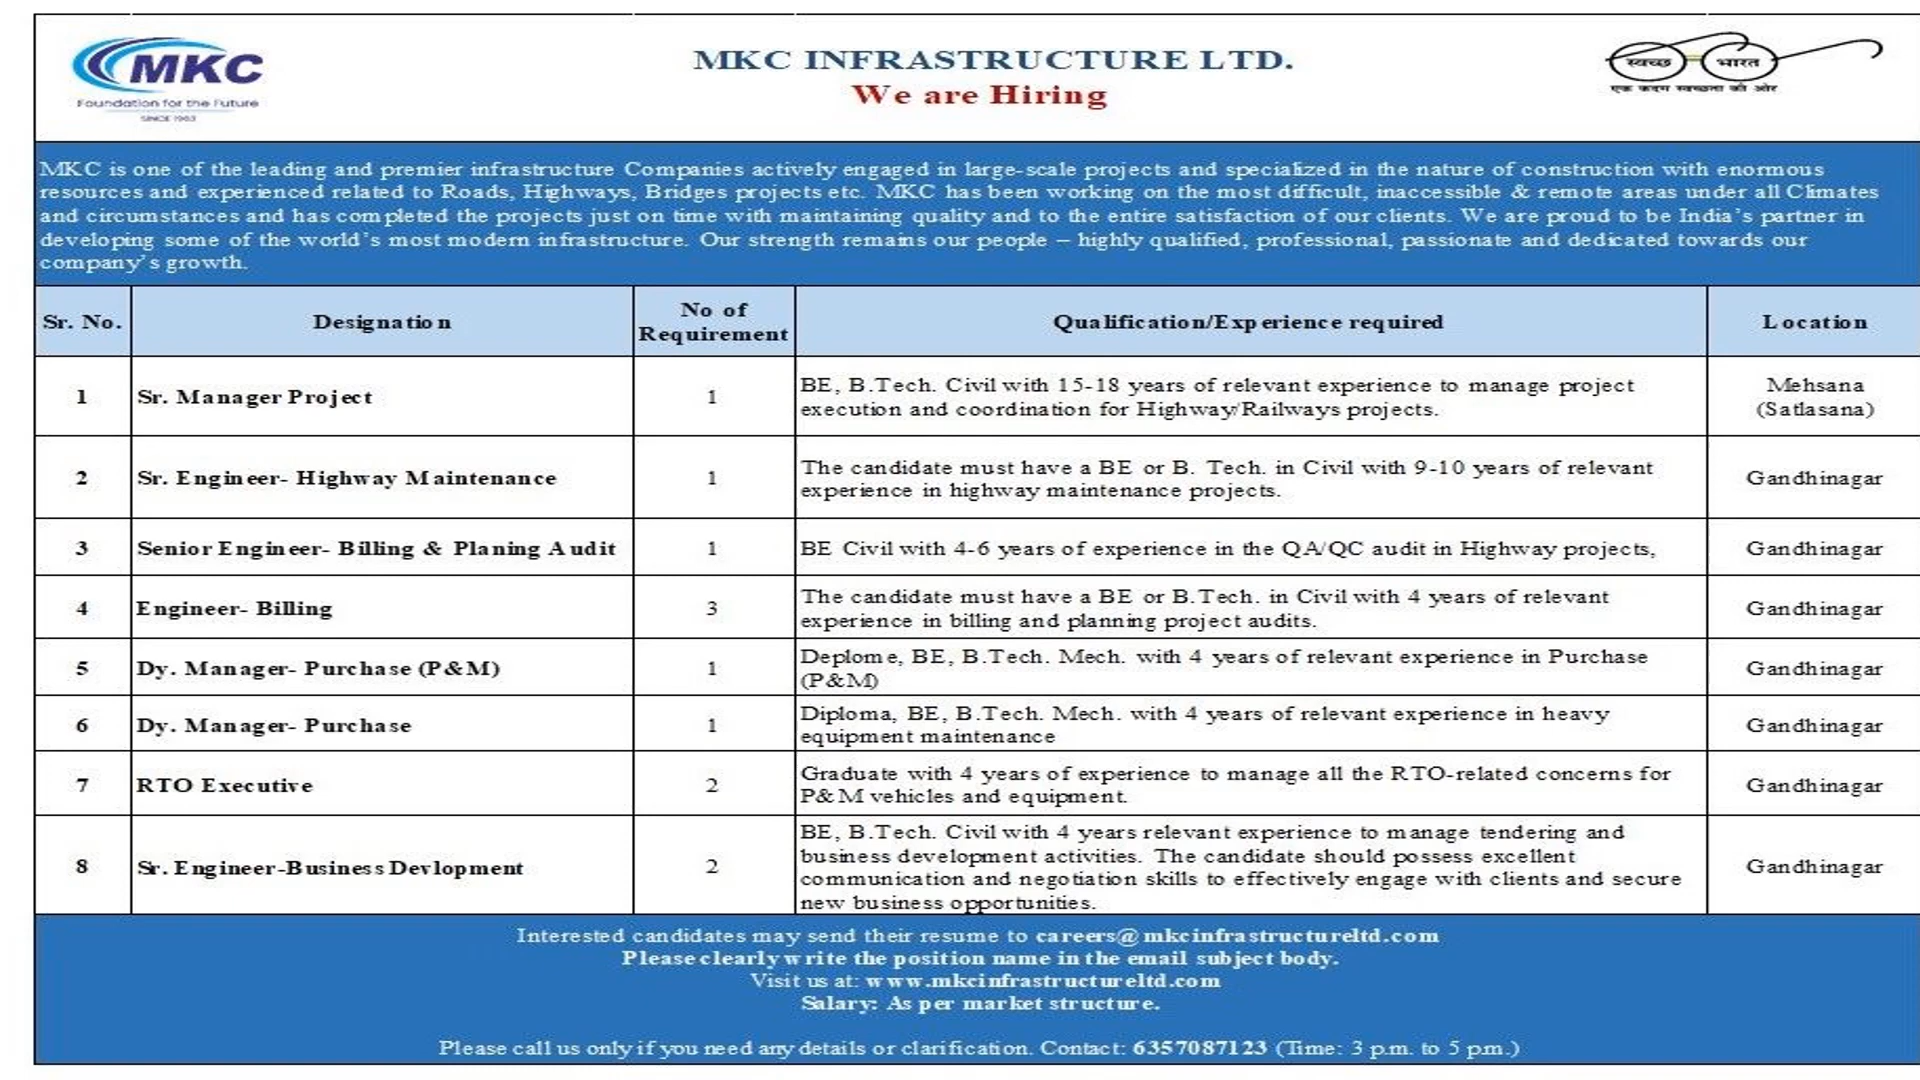 MKC
Foundation for the Future
SINCE 1963
MKC INFRASTRUCTURE LTD.
We are Hiring
स्वच्छ भारत
एक कदम स्वच्छता की ओर
MKC is one of the leading and premier infrastructure Companies actively engaged in large-scale projects and specialized in the nature of construction with enormous
resources and experienced related to Roads, Highways, Bridges projects etc. MKC has been working on the most difficult, inaccessible & remote areas under all Climates
and circumstances and has completed the projects just on time with maintaining quality and to the entire satisfaction of our clients. We are proud to be India's partner in
developing some of the world's most modern infrastructure. Our strength remains our people – highly qualified, professional, passionate and dedicated towards our
company's growth.
Sr. No. Designation No of Requirement Qualification/Experience required Location
1 Sr. Manager Project 1 BE, B.Tech. Civil with 15-18 years of relevant experience to manage project
execution and coordination for Highway/Railways projects. Mehsana
(Satlasana)
2 Sr. Engineer- Highway Maintenance 1 The candidate must have a BE or B. Tech. in Civil with 9-10 years of relevant
experience in highway maintenance projects. Gandhinagar
3 Senior Engineer- Billing & Planing Audit 1 BE Civil with 4-6 years of experience in the QA/QC audit in Highway projects, Gandhinagar
4 Engineer- Billing 3 The candidate must have a BE or B.Tech. in Civil with 4 years of relevant
experience in billing and planning project audits. Gandhinagar
5 Dy. Manager- Purchase (P&M) 1 Deplome, BE, B.Tech. Mech. with 4 years of relevant experience in Purchase
(P&M) Gandhinagar
6 Dy. Manager- Purchase 1 Diploma, BE, B.Tech. Mech. with 4 years of relevant experience in heavy
equipment maintenance Gandhinagar
7 RTO Executive 2 Graduate with 4 years of experience to manage all the RTO-related concerns for
P&M vehicles and equipment. Gandhinagar
8 Sr. Engineer-Business Devlopment 2 BE, B.Tech. Civil with 4 years relevant experience to manage tendering and
business development activities. The candidate should possess excellent
communication and negotiation skills to effectively engage with clients and secure
new business opportunities. Gandhinagar
Interested candidates may send their resume to careers@mkcinfrastructureltd.com
Please clearly write the position name in the email subject body.
Visit us at: www.mkcinfrastructureltd.com
Salary: As per market structure.
Please call us only if you need any details or clarification. Contact: 6357087123 (Time: 3 p.m. to 5 p.m.)